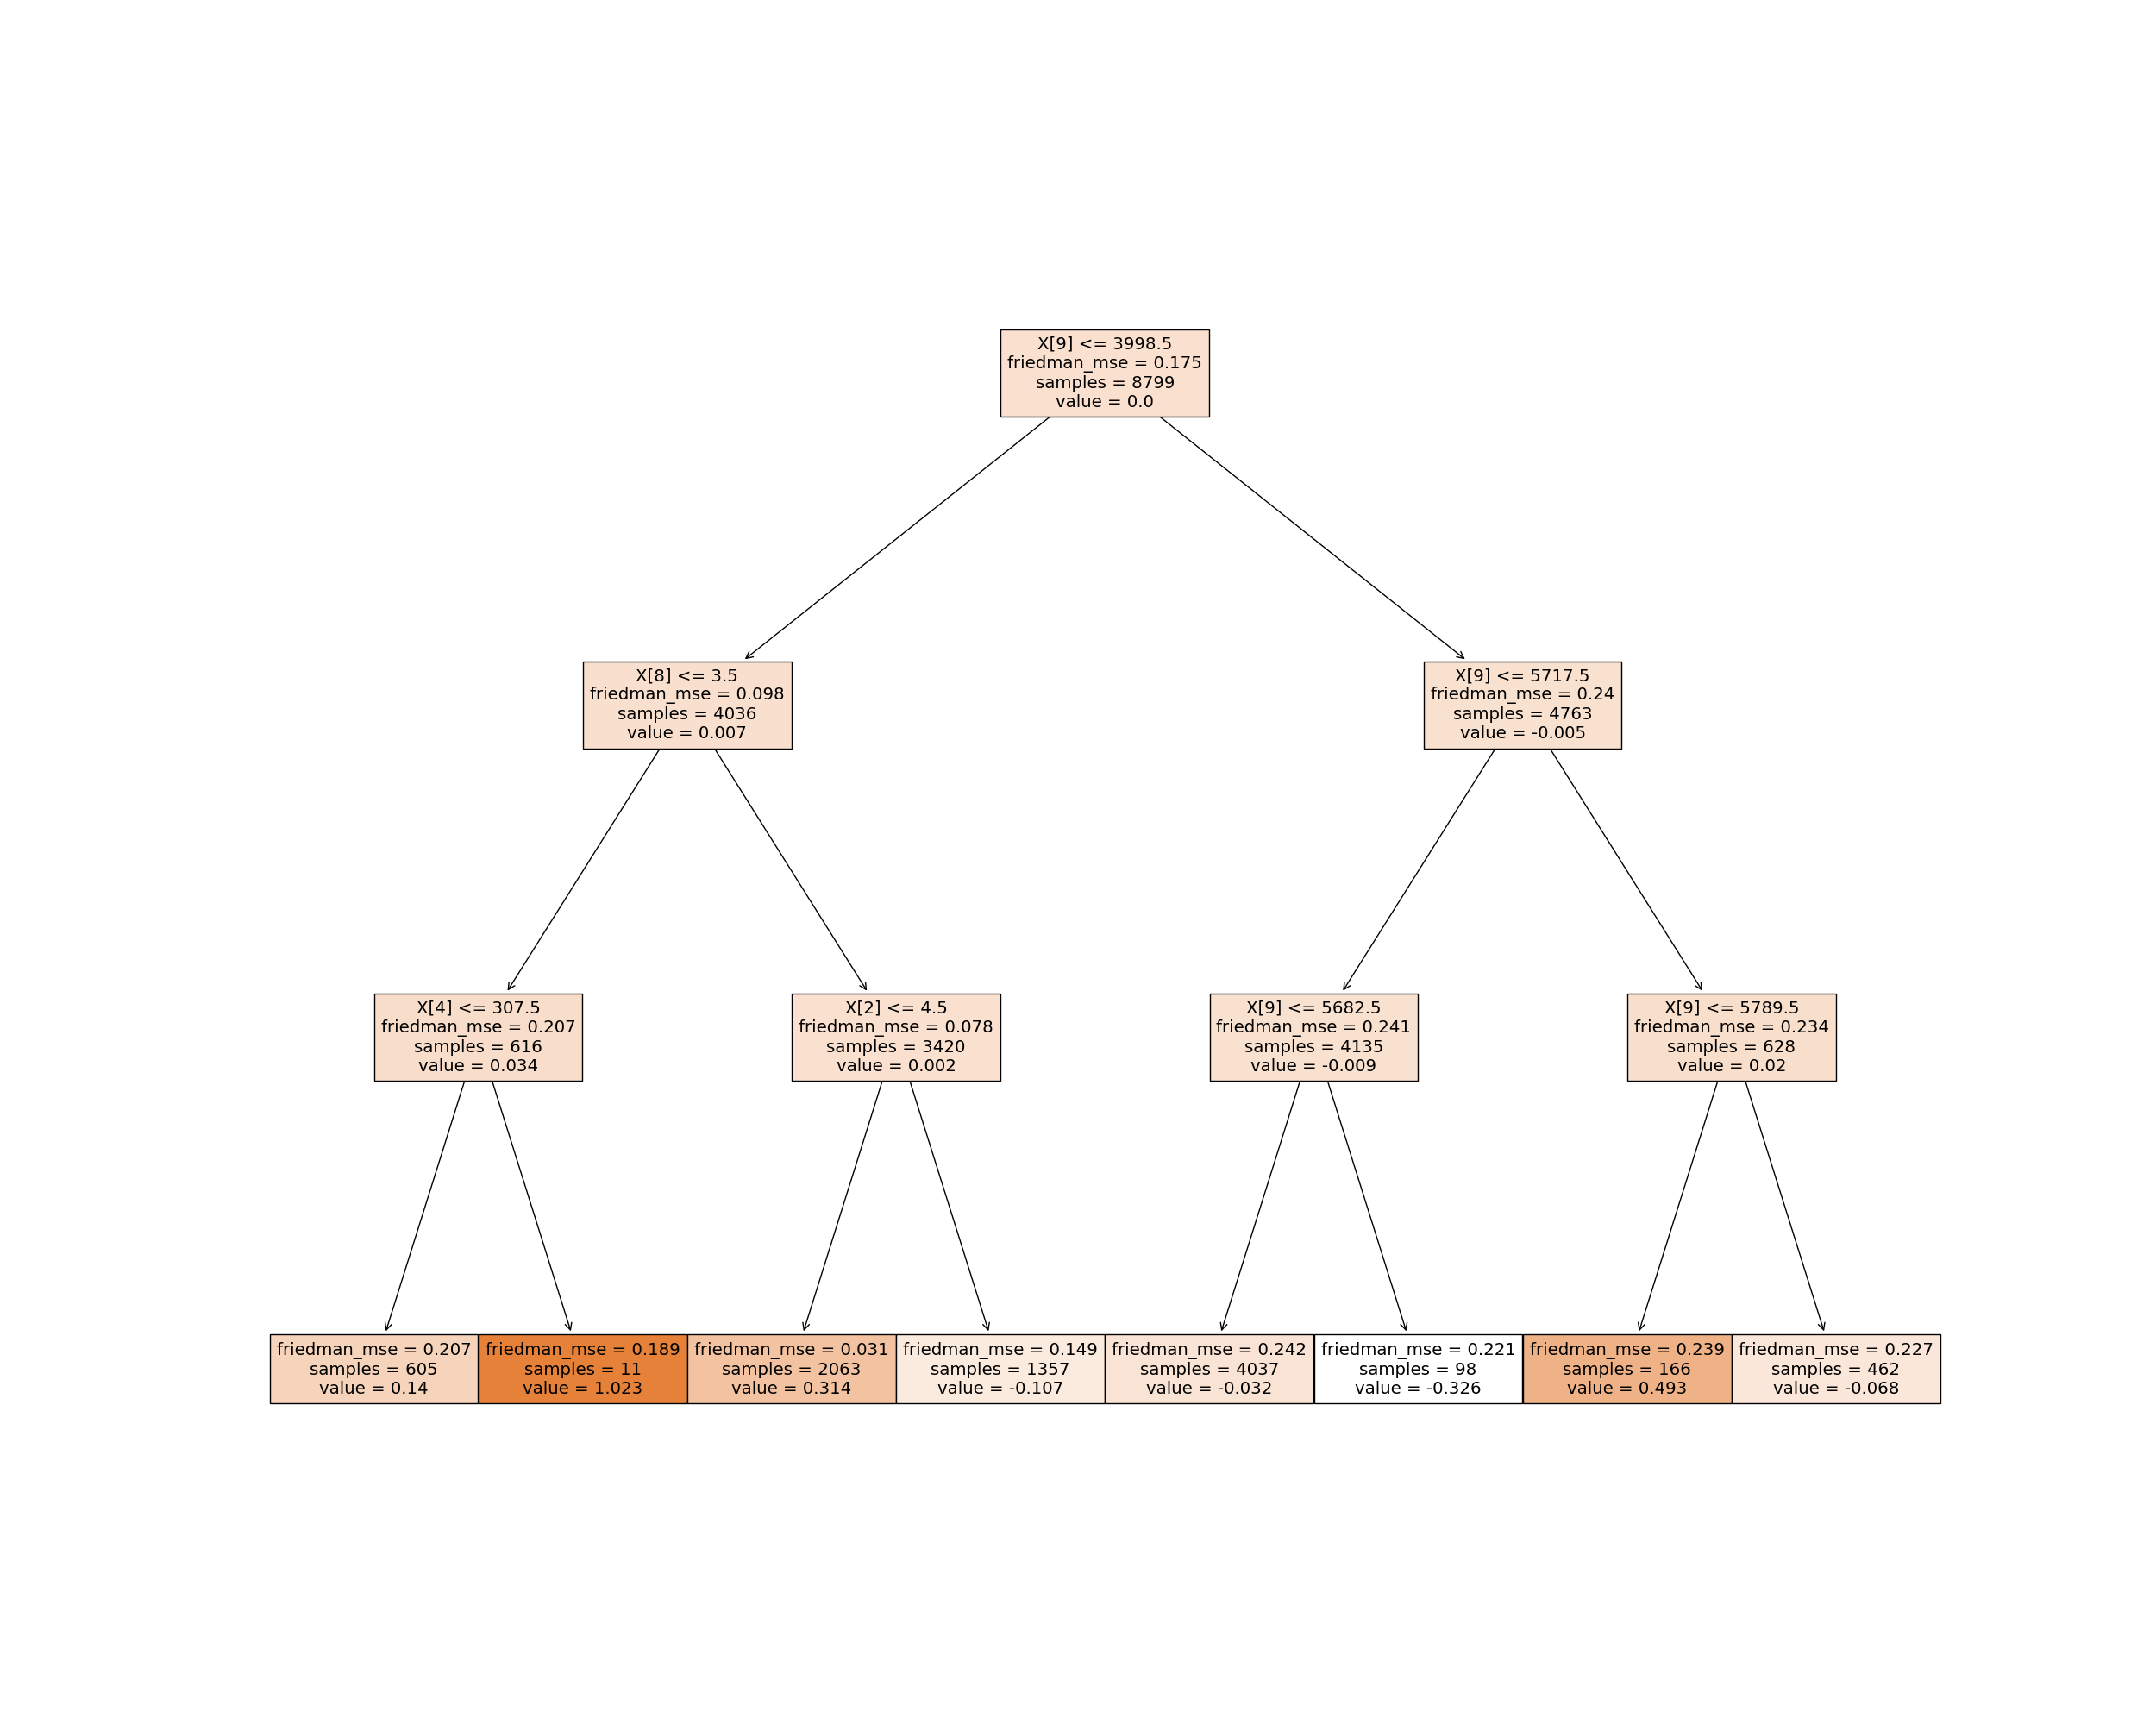 X[9] <= 3998.5
friedman_mse = 0.175
samples = 8799
value = 0.0
X[8] <= 3.5
friedman_mse = 0.098
samples = 4036
value = 0.007
X[9] <= 5717.5
friedman_mse = 0.24
samples = 4763
value = -0.005
X[4] <= 307.5
friedman_mse = 0.207
samples = 616
value = 0.034
X[2] <= 4.5
friedman_mse = 0.078
samples = 3420
value = 0.002
X[9] <= 5682.5
friedman_mse = 0.241
samples = 4135
value = -0.009
X[9] <= 5789.5
friedman_mse = 0.234
samples = 628
value = 0.02
friedman_mse = 0.207
samples = 605
value = 0.14
friedman_mse = 0.189
samples = 11
value = 1.023
friedman_mse = 0.031
samples = 2063
value = 0.314
friedman_mse = 0.149
samples = 1357
value = -0.107
friedman_mse = 0.242
samples = 4037
value = -0.032
friedman_mse = 0.221
samples = 98
value = -0.326
friedman_mse = 0.239
samples = 166
value = 0.493
friedman_mse = 0.227
samples = 462
value = -0.068